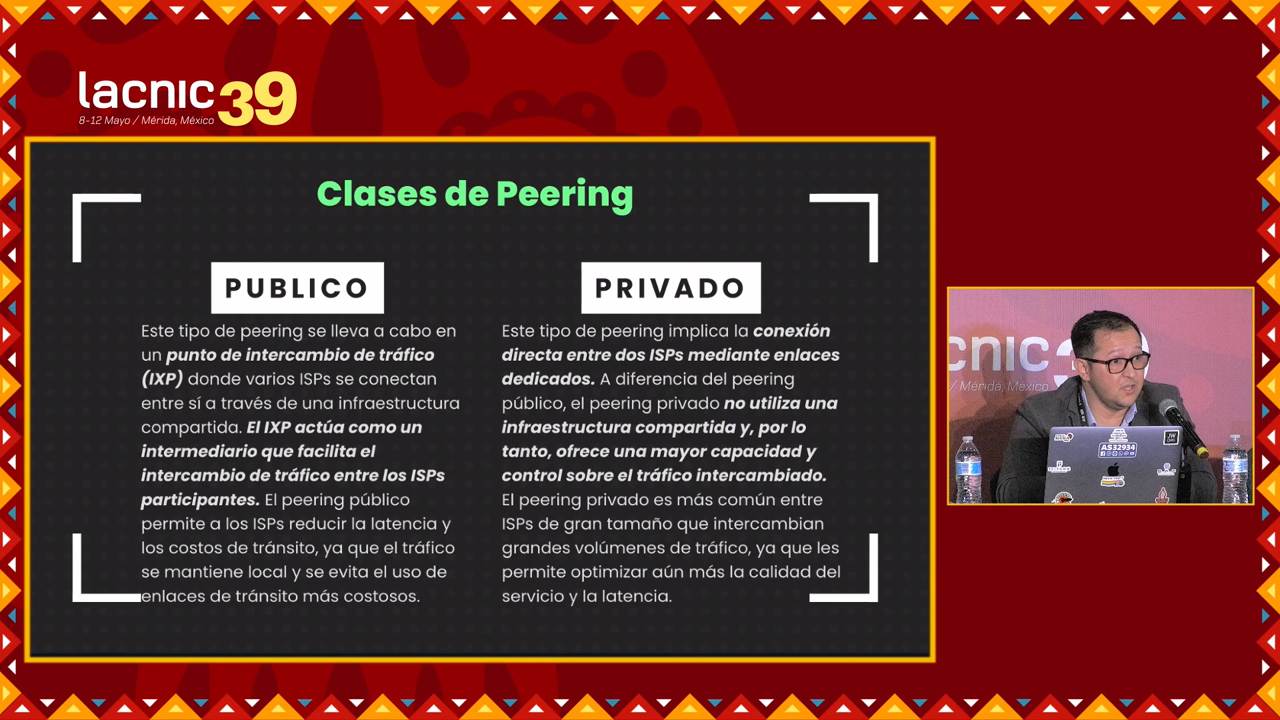 lacnic 39
8-12 Mayo / Mérida, México
Clases de Peering
PUBLICO
Este tipo de peering se lleva a cabo en
un punto de intercambio de tráfico
(IXP) donde varios ISPs se conectan
entre sí a través de una infraestructura
compartida. El IXP actúa como un
intermediario que facilita el
intercambio de tráfico entre los ISPs
participantes. El peering público
permite a los ISPs reducir la latencia y
los costos de tránsito, ya que el tráfico
se mantiene local y se evita el uso de
enlaces de tránsito más costosos.
PRIVADO
Este tipo de peering implica la conexión
directa entre dos ISPs mediante enlaces
dedicados. A diferencia del peering
público, el peering privado no utiliza una
infraestructura compartida y, por lo
tanto, ofrece una mayor capacidad y
control sobre el tráfico intercambiado.
El peering privado es más común entre
ISPs de gran tamaño que intercambian
grandes volúmenes de tráfico, ya que les
permite optimizar aún más la calidad del
servicio y la latencia.
cnic 39
/ Mérida, México
AS32934